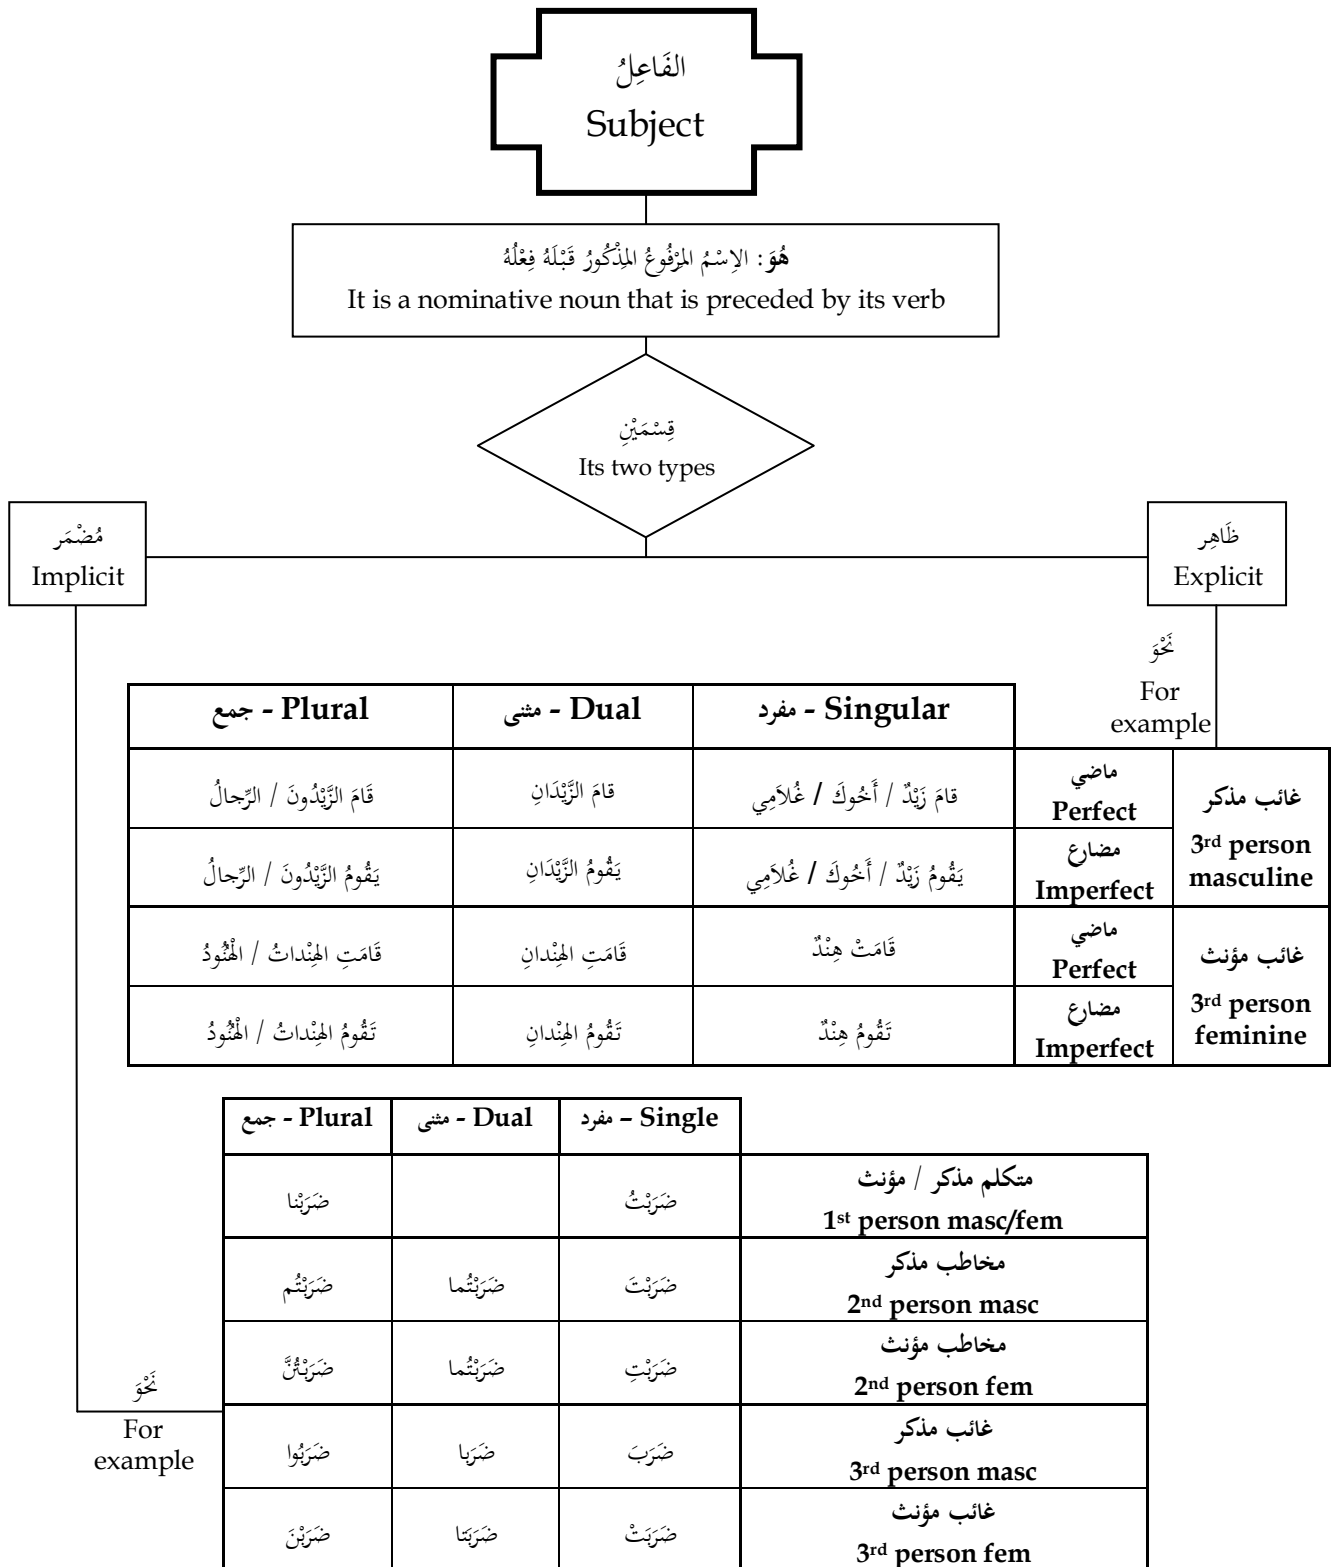 الفَاعِلُ
Subject
هُوَ: الاِسْمُ المرْفُوعُ المذْكُورُ قَبْلَهُ فِعْلُهُ
It is a nominative noun that is preceded by its verb
قِسْمَيْنِ
Its two types
مُضْمَر
Implicit
ظَاهِر
Explicit
نَحْوَ
For
example
Singular - مفرد
Dual - مثنى
Plural - جمع
غائب مذكر
3rd person
masculine
ماضي
Perfect
قامَ زَيْدٌ / أَخُوكَ / غُلاَمِي
قامَ الزَّيْدَانِ
قَامَ الزَّيْدُونَ / الرِّجالُ
مضارع
Imperfect
يَقُومُ زَيْدٌ / أَخُوكَ / غُلاَمِي
يَقُومُ الزَّيْدَانِ
يَقُومُ الزَّيْدُونَ / الرِّجالُ
غائب مؤنث
3rd person
feminine
ماضي
Perfect
قَامَتْ هِنْدٌ
قَامَتِ الهِنْدانِ
قَامَتِ الهِنْداتُ / الْهُنُودُ
مضارع
Imperfect
تَقُومُ هِنْدٌ
تَقُومُ الهِنْدانِ
تَقُومُ الهِنْداتُ / الْهُنُودُ
Single – مفرد
Dual - مثنى
Plural - جمع
متكلم مذكر / مؤنث
1st person masc/fem
ضَرَبْتُ
ضَرَبْنا
مخاطب مذكر
2nd person masc
ضَرَبْتَ
ضَرَبْتُما
ضَرَبْتُم
مخاطب مؤنث
2nd person fem
ضَرَبْتِ
ضَرَبْتُما
ضَرَبْتُنَّ
نَحْوَ
For
example
غائب مذكر
3rd person masc
ضَرَبَ
ضَرَبا
ضَرَبُوا
غائب مؤنث
3rd person fem
ضَرَبَتْ
ضَرَبَتا
ضَرَبْنَ